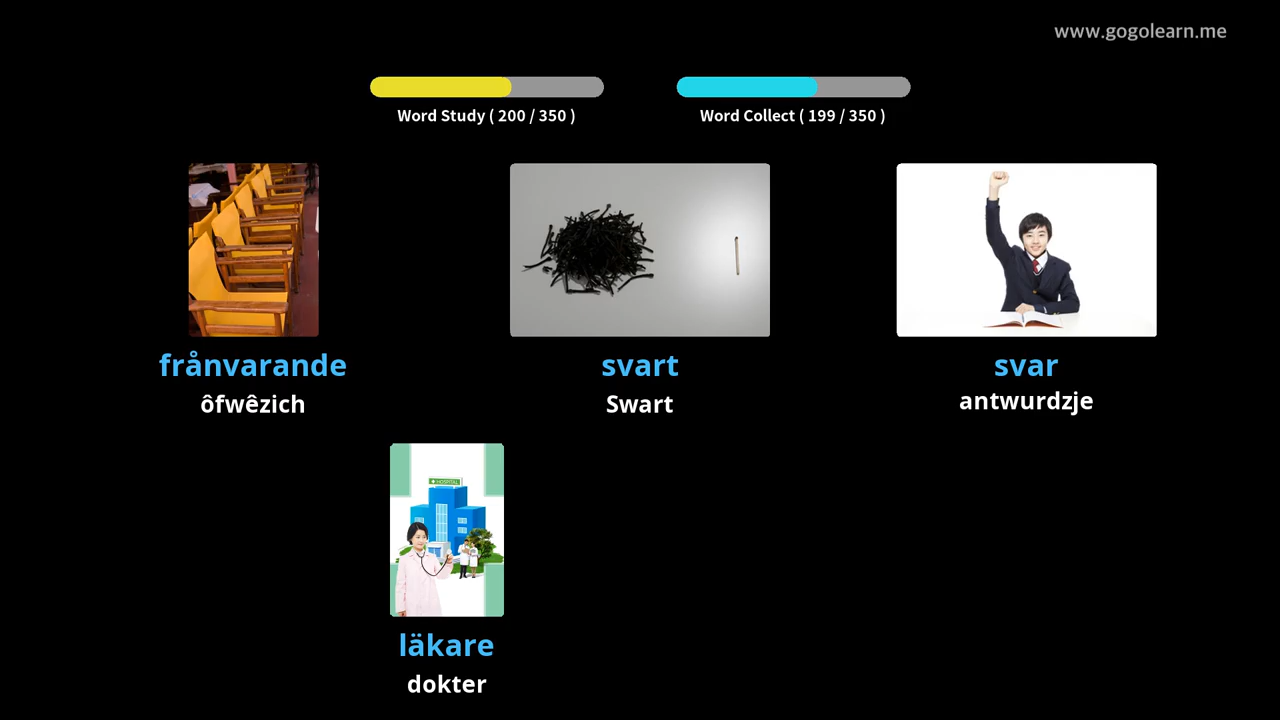 www.gogolearn.me
Word Study ( 200 / 350 )
Word Collect ( 199 / 350 )
frånvarande
svart
svar
ôfwêzich
Swart
antwurdzje
HOSPITAL
läkare
dokter